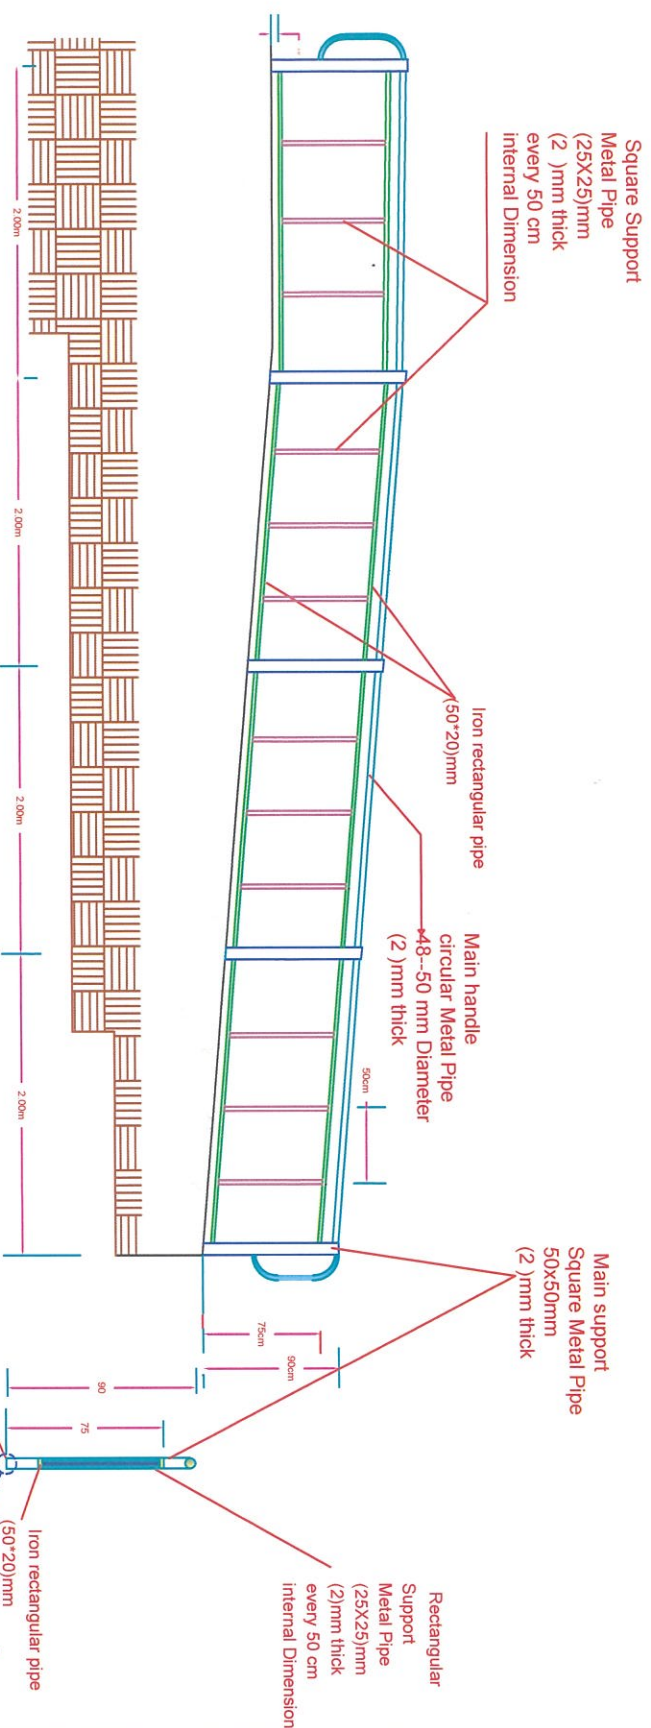 Square Support
Metal Pipe
(25X25)mm
(2 )mm thick
every 50 cm
internal Dimension
Iron rectangular pipe
(50*20)mm
Main handle
circular Metal Pipe
48--50 mm Diameter
(2 )mm thick
50cm
Main support
Square Metal Pipe
50x50mm
(2 )mm thick
75cm
90cm
2.00m
2.00m
2.00m
2.00m
90
75
Rectangular
Support
Metal Pipe
(25X25)mm
(2)mm thick
every 50 cm
internal Dimension
Iron rectangular pipe
(50*20)mm